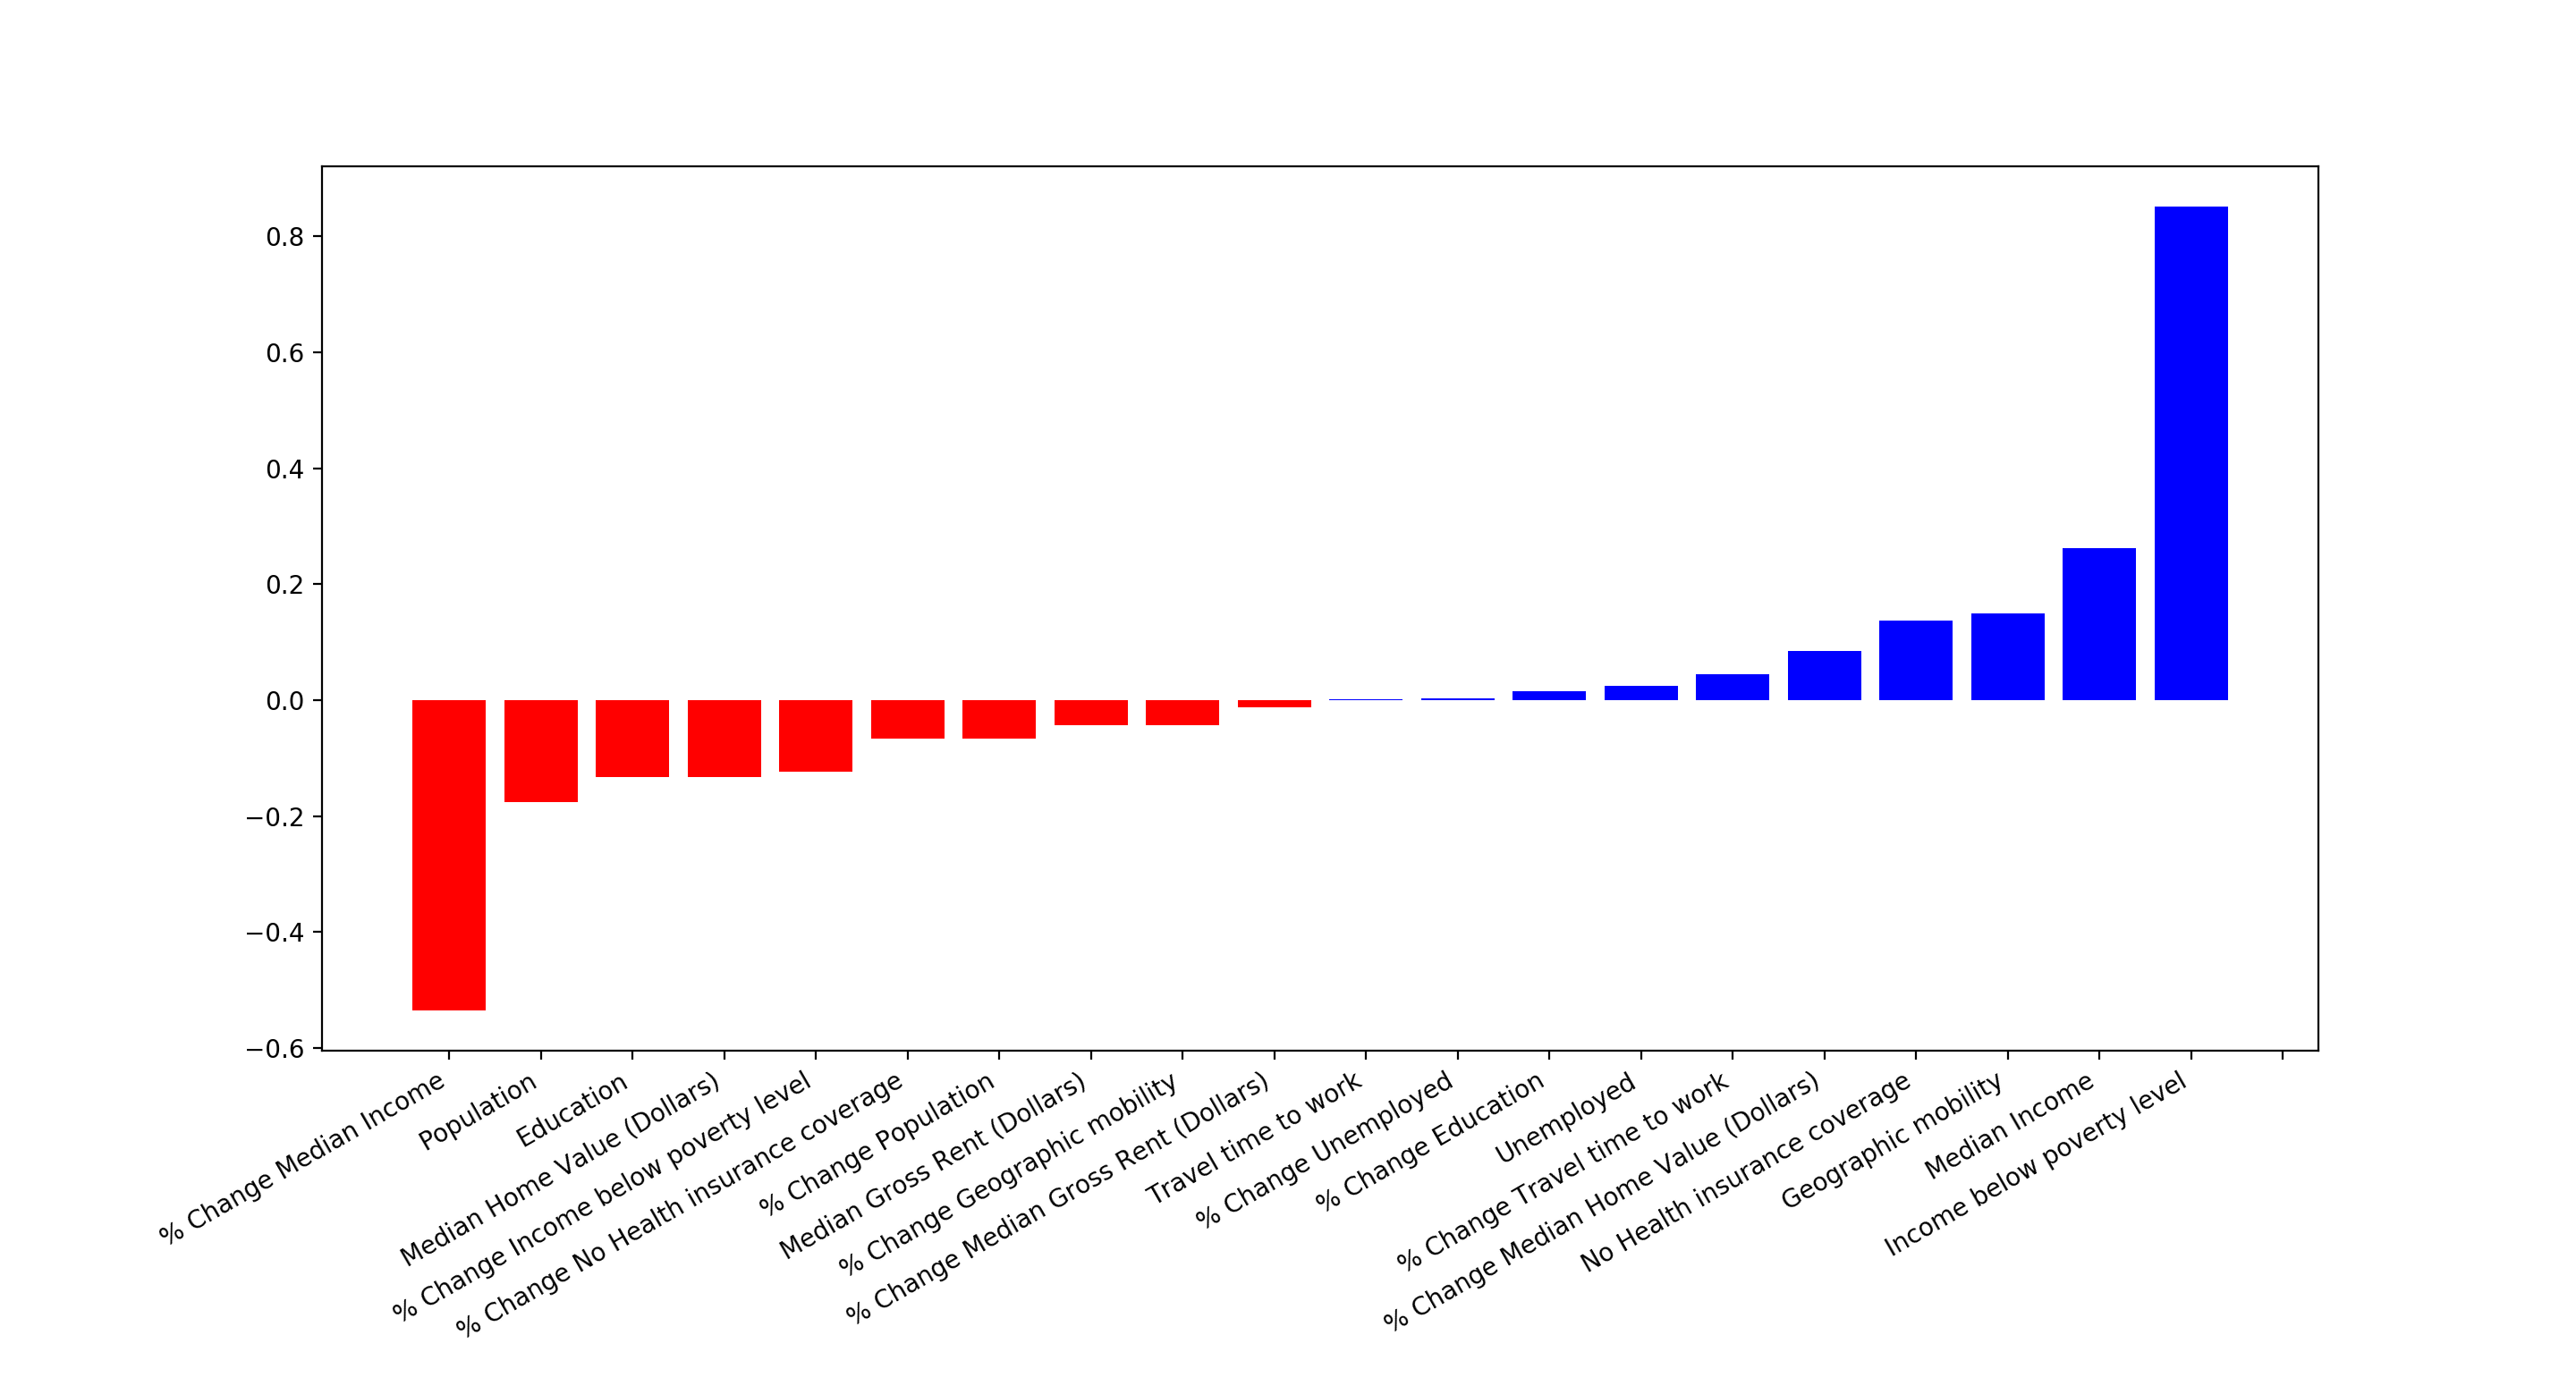 0.8
0.6
0.4
0.2
0.0
−0.2
−0.4
−0.6
% Change Median Income
Population
Education
Median Home Value (Dollars)
% Change Income below poverty level
% Change No Health insurance coverage
% Change Population
Median Gross Rent (Dollars)
% Change Geographic mobility
% Change Median Gross Rent (Dollars)
Travel time to work
% Change Unemployed
% Change Education
Unemployed
% Change Travel time to work
% Change Median Home Value (Dollars)
No Health insurance coverage
Geographic mobility
Median Income
Income below poverty level